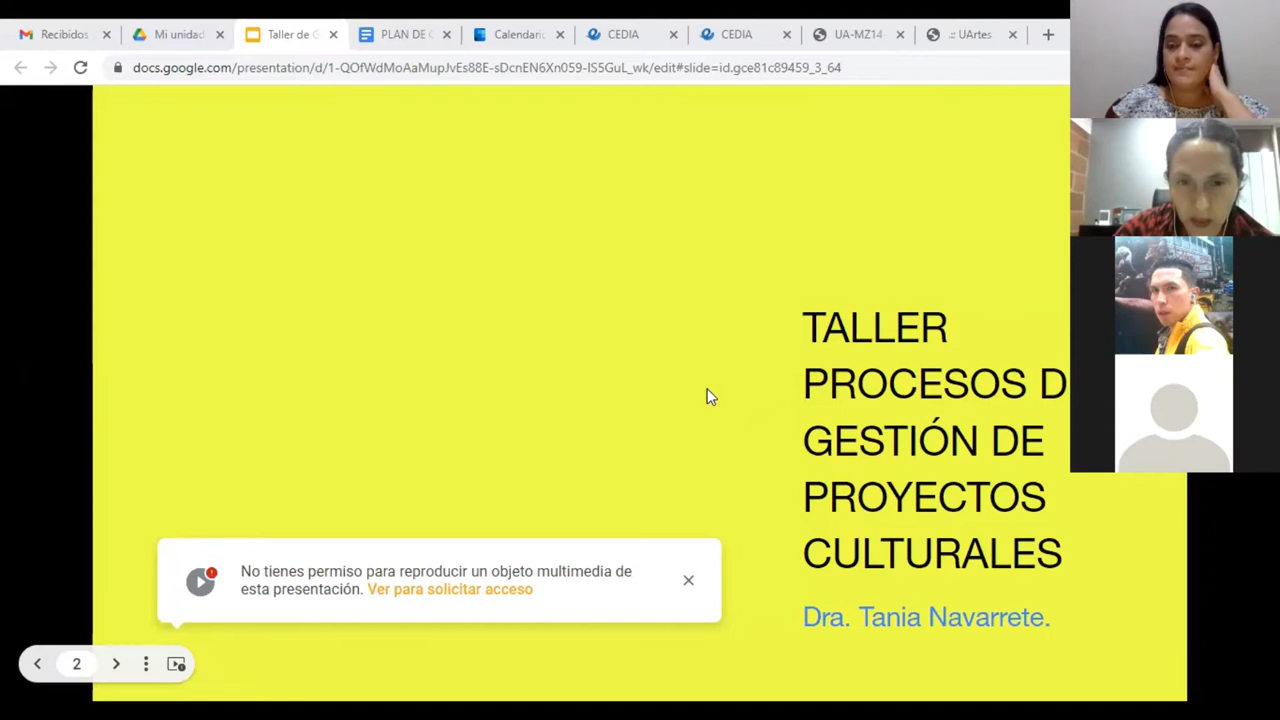 Recibidos
Mi unidad
Taller de G
PLAN DE C
Calendario
CEDIA
CEDIA
UA-MZ14-
.:: UArtes
docs.google.com/presentation/d/1-QOfWdMoAaMupJvEs88E-sDcnEN6Xn059-IS5GuL_wk/edit#slide=id.gce81c89459_3_64
TALLER
PROCESOS D
GESTIÓN DE
PROYECTOS
CULTURALES
Dra. Tania Navarrete.
No tienes permiso para reproducir un objeto multimedia de
esta presentación. Ver para solicitar acceso
2